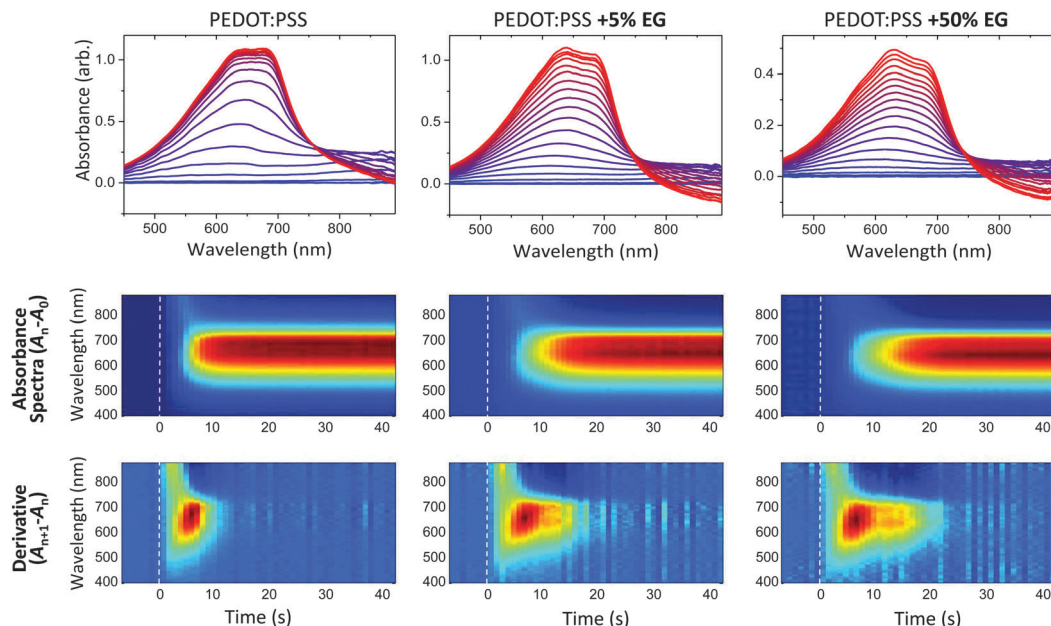 PEDOT:PSS
PEDOT:PSS +5% EG
PEDOT:PSS +50% EG
Absorbance (arb.)
1.0
0.5
0.0
500 600 700 800
Wavelength (nm)
1.0
0.5
0.0
500 600 700 800
Wavelength (nm)
0.4
0.2
0.0
500 600 700 800
Wavelength (nm)
Absorbance
Spectra (An-A0)
Wavelength (nm)
700
600
500
400
0 10 20 30 40
800
700
600
500
400
0 10 20 30 40
800
700
600
500
400
0 10 20 30 40
Derivative
(An+1-An)
Wavelength (nm)
800
700
600
500
400
0 10 20 30 40
Time (s)
800
700
600
500
400
0 10 20 30 40
Time (s)
800
700
600
500
400
0 10 20 30 40
Time (s)